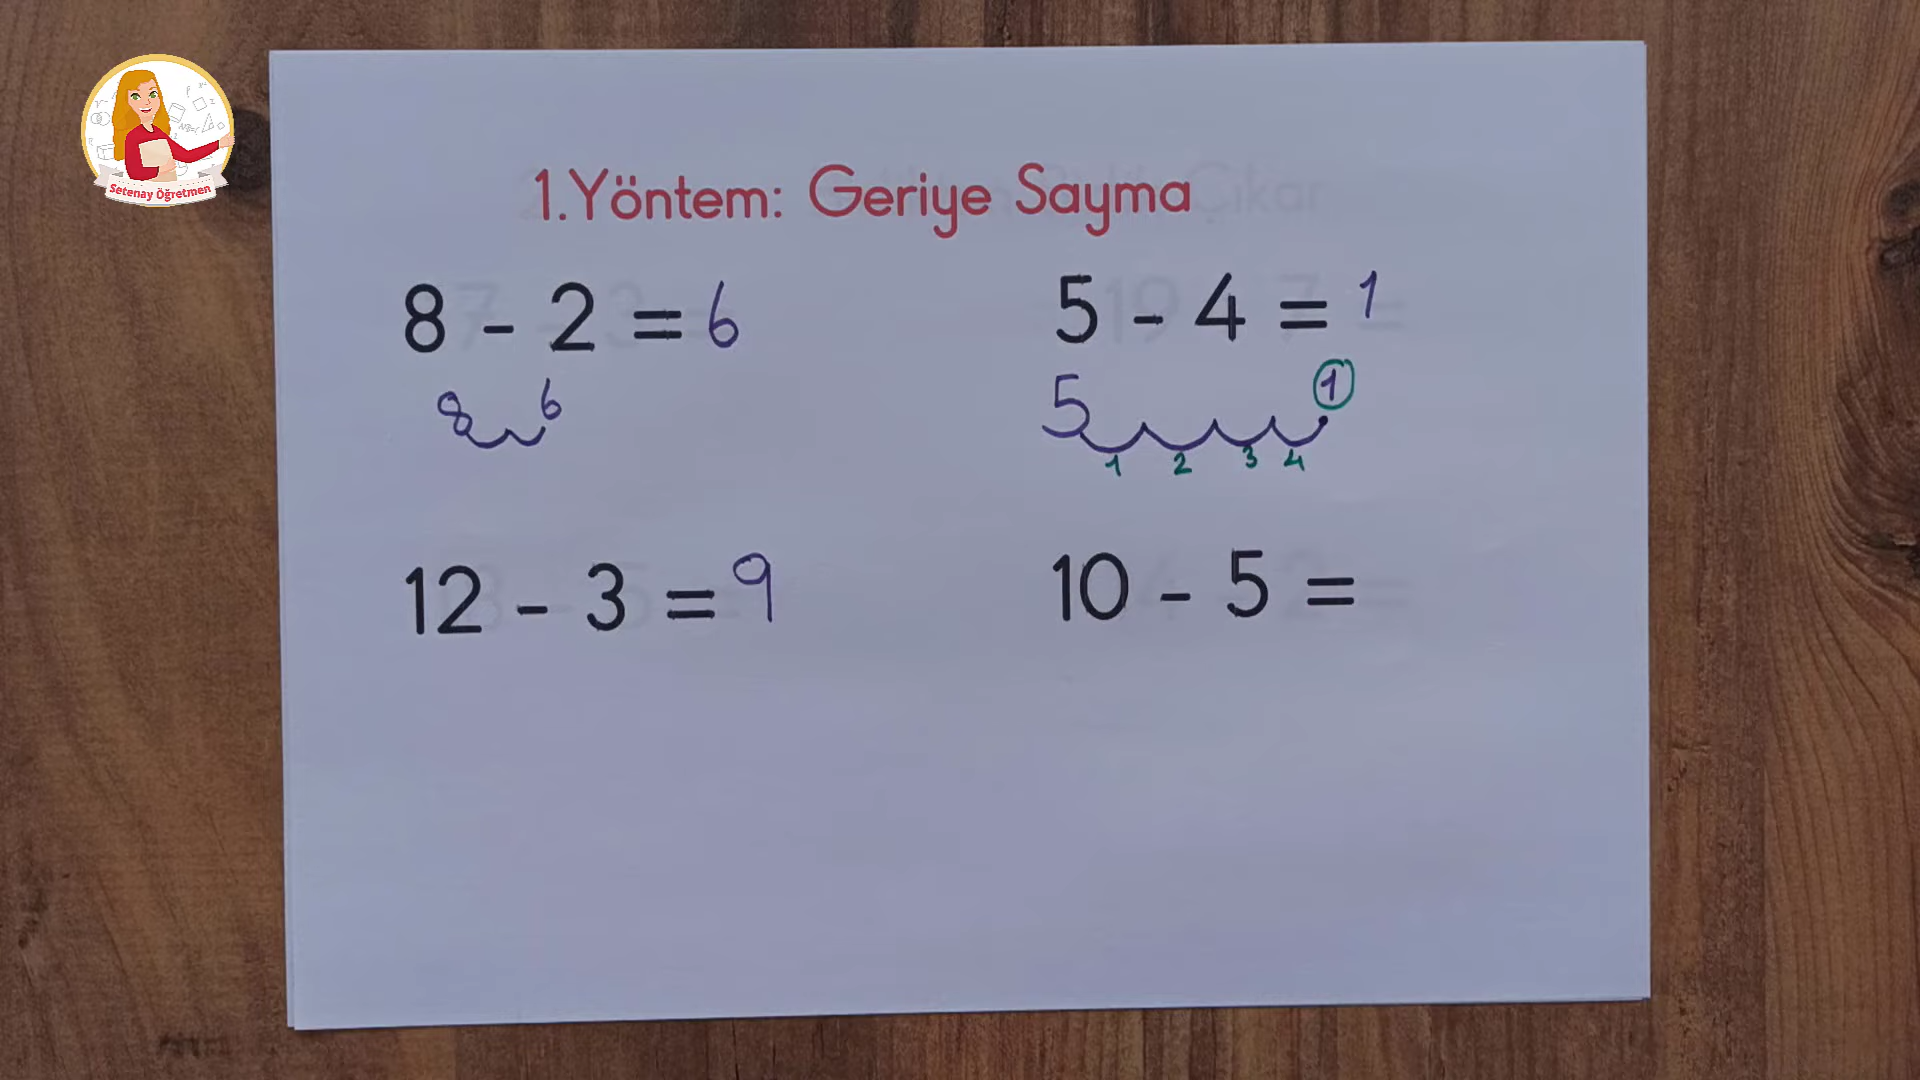 Setenay Öğretmen
1.Yöntem: Geriye Sayma
8 - 2 = 6
8 6
5 - 4 = 1
5 1
1 2 3 4
12 - 3 = 9
10 - 5 =